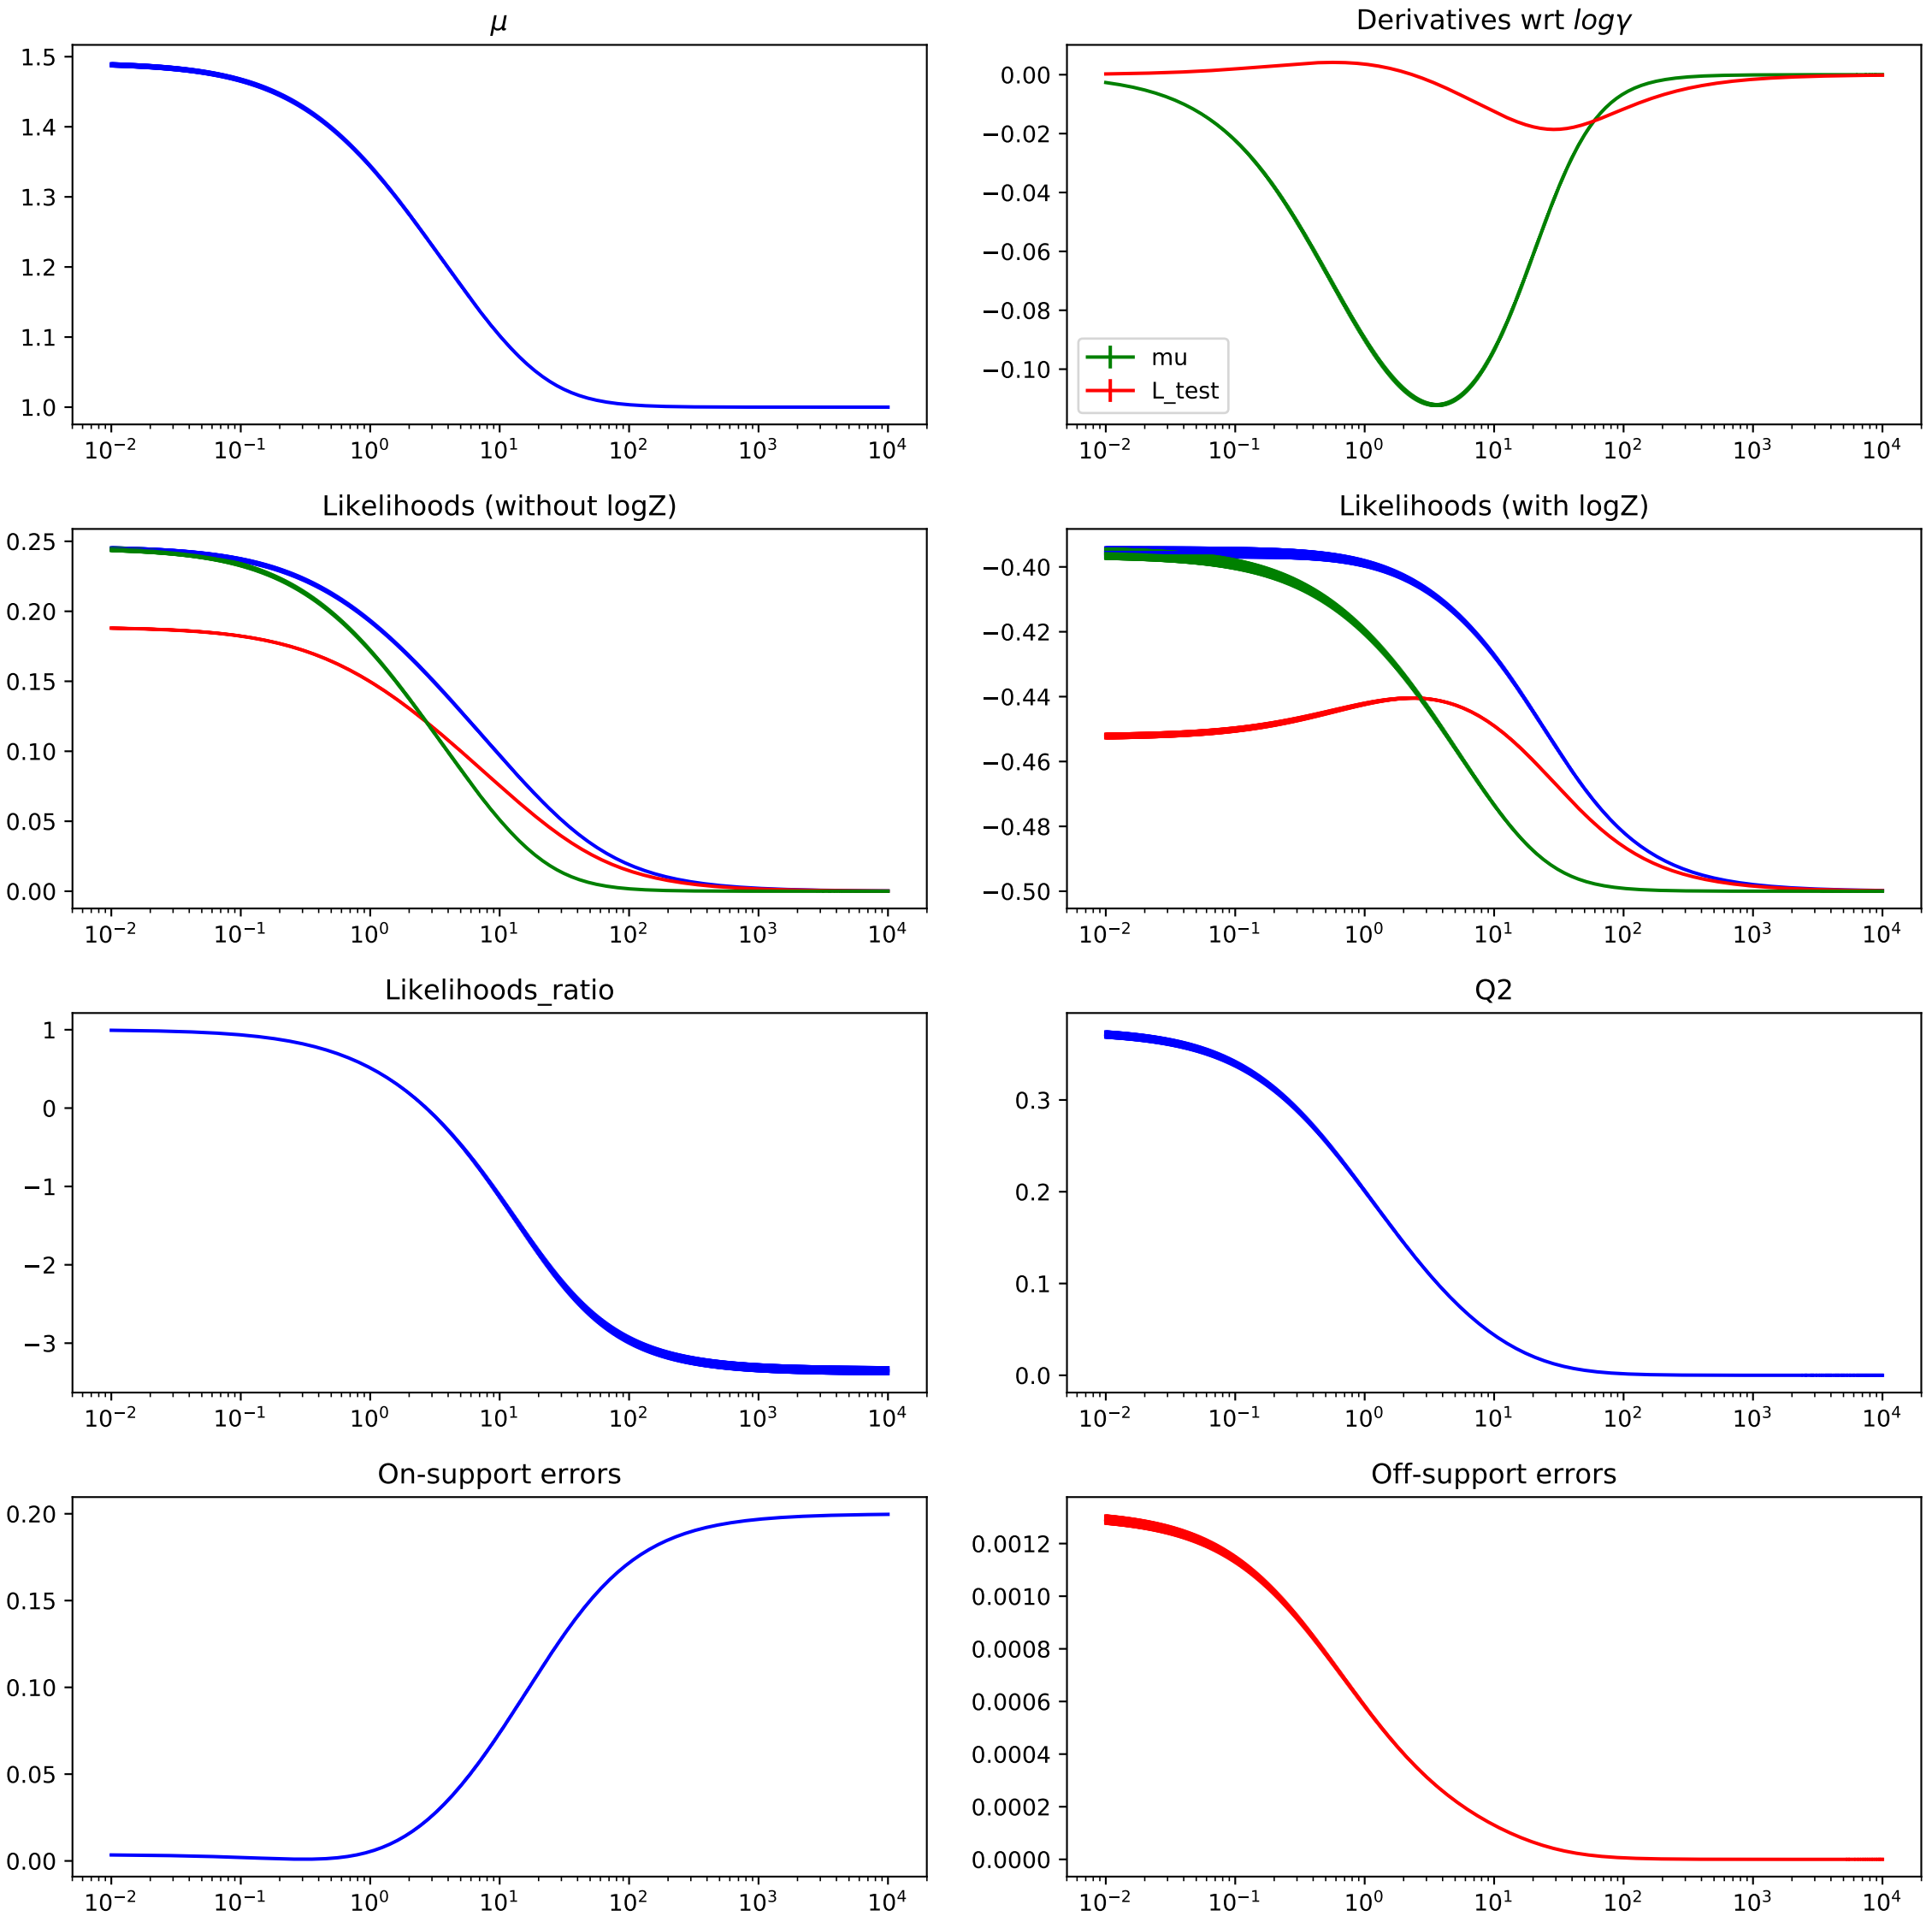 μ
1.5
1.4
1.3
1.2
1.1
1.0
10⁻² 10⁻¹ 10⁰ 10¹ 10² 10³ 10⁴
Derivatives wrt logγ
0.00
−0.02
−0.04
−0.06
−0.08
−0.10
mu
L_test
10⁻² 10⁻¹ 10⁰ 10¹ 10² 10³ 10⁴
Likelihoods (without logZ)
0.25
0.20
0.15
0.10
0.05
0.00
10⁻² 10⁻¹ 10⁰ 10¹ 10² 10³ 10⁴
Likelihoods (with logZ)
−0.40
−0.42
−0.44
−0.46
−0.48
−0.50
10⁻² 10⁻¹ 10⁰ 10¹ 10² 10³ 10⁴
Likelihoods_ratio
1
0
−1
−2
−3
10⁻² 10⁻¹ 10⁰ 10¹ 10² 10³ 10⁴
Q2
0.3
0.2
0.1
0.0
10⁻² 10⁻¹ 10⁰ 10¹ 10² 10³ 10⁴
On-support errors
0.20
0.15
0.10
0.05
0.00
10⁻² 10⁻¹ 10⁰ 10¹ 10² 10³ 10⁴
Off-support errors
0.0012
0.0010
0.0008
0.0006
0.0004
0.0002
0.0000
10⁻² 10⁻¹ 10⁰ 10¹ 10² 10³ 10⁴